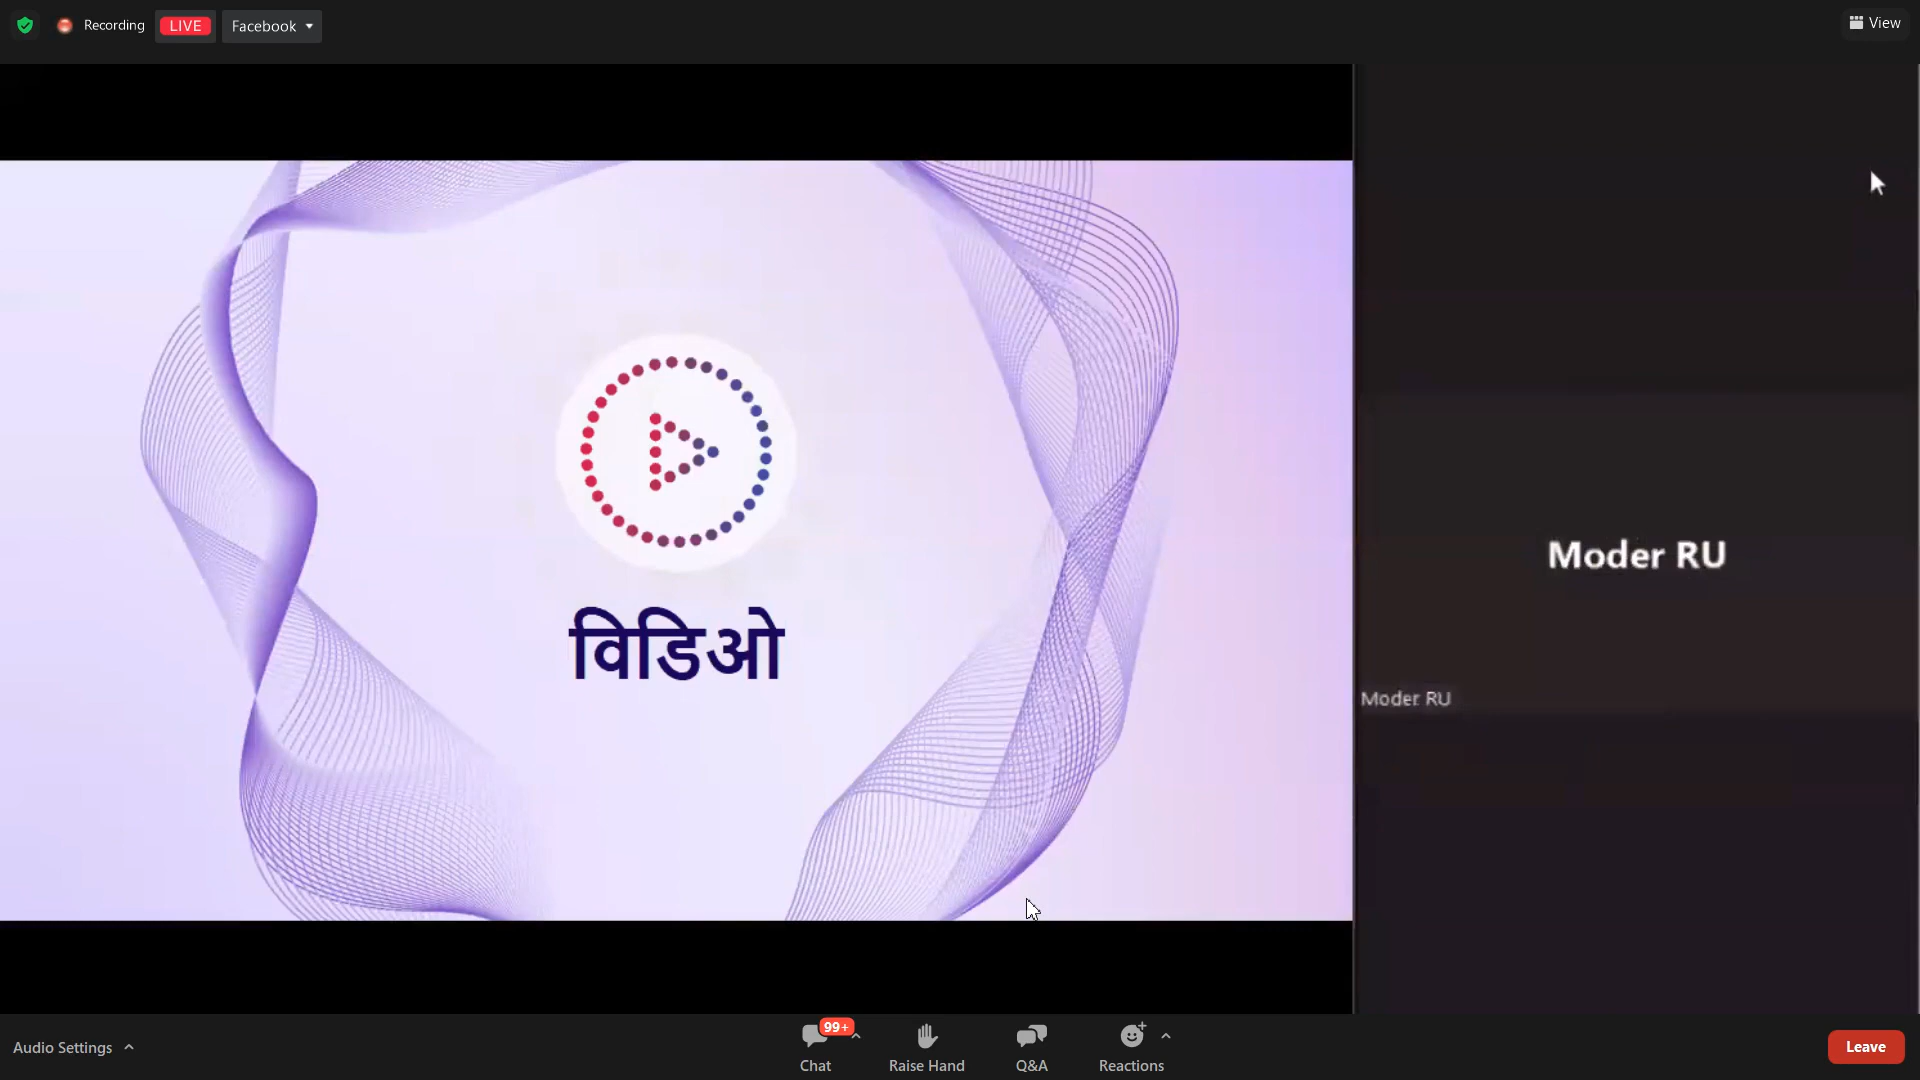 Recording LIVE Facebook View
विडिओ
Moder RU
Moder RU
Audio Settings
99+
Chat Raise Hand Q&A Reactions Leave